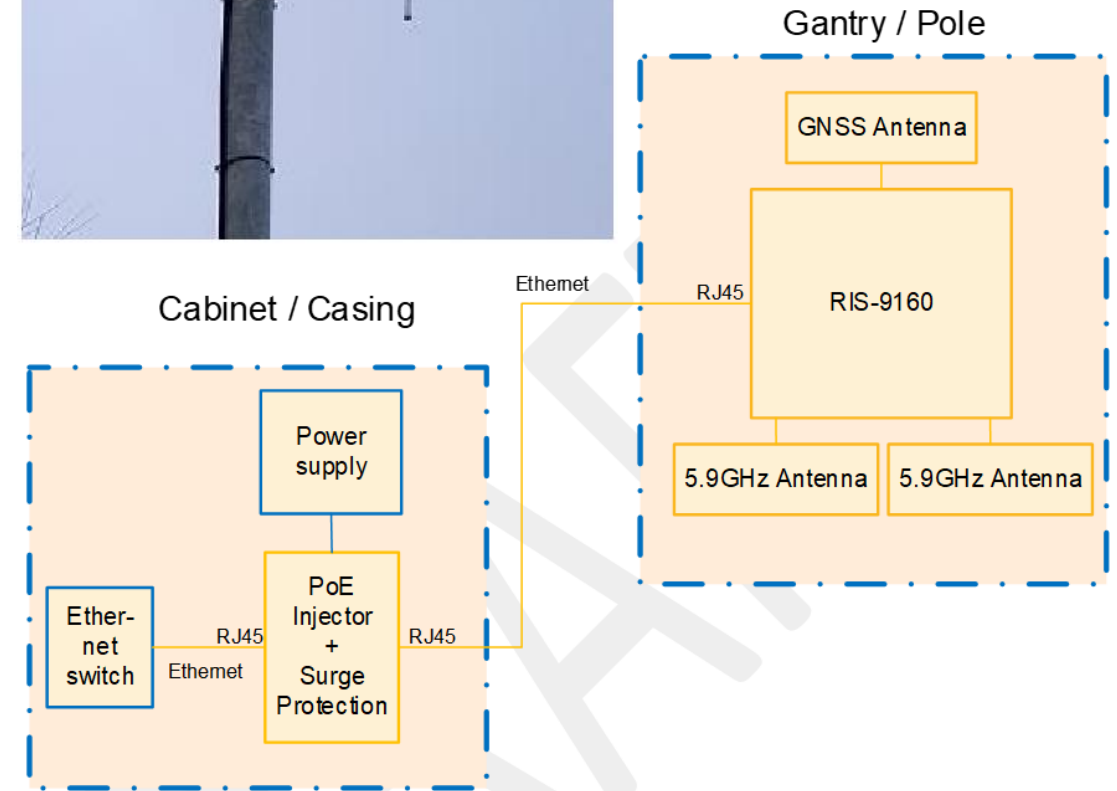 Gantry / Pole
GNSS Antenna
RIS-9160
RJ45
Ethernet
5.9GHz Antenna
5.9GHz Antenna
Cabinet / Casing
Power
supply
PoE
Injector
+
Surge
Protection
Ether-
net
switch
RJ45
Ethernet
RJ45